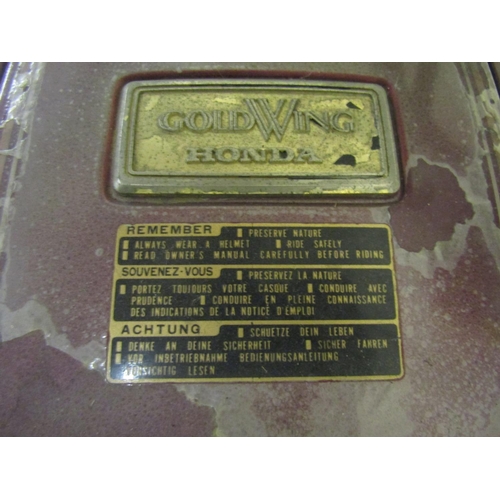 GOLDWING
HONDA
REMEMBER ▮ PRESERVE NATURE
▮ ALWAYS WEAR A HELMET ▮ RIDE SAFELY
▮ READ OWNER'S MANUAL CAREFULLY BEFORE RIDING
SOUVENEZ-VOUS ▮ PRESERVEZ LA NATURE
▮ PORTEZ TOUJOURS VOTRE CASQUE ▮ CONDUIRE AVEC
PRUDENCE ▮ CONDUIRE EN PLEINE CONNAISSANCE
DES INDICATIONS DE LA NOTICE D'EMPLOI
ACHTUNG ▮ SCHUETZE DEIN LEBEN
▮ DENKE AN DEINE SICHERHEIT ▮ SICHER FAHREN
▮ VOR INBETRIEBNAHME BEDIENUNGSANLEITUNG
VORSICHTIG LESEN